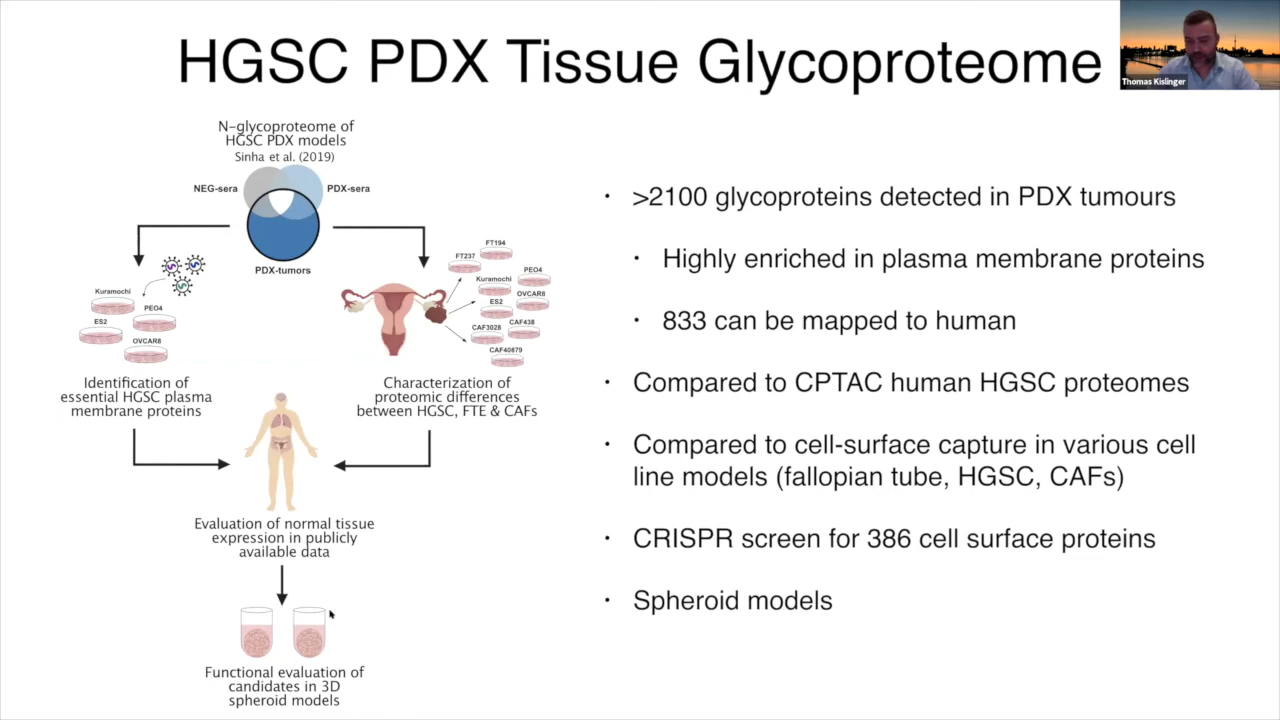 HGSC PDX Tissue Glycoproteome
Thomas Kislinger
N-glycoproteome of
HGSC PDX models
Sinha et al. (2019)
NEG-sera
PDX-sera
PDX-tumors
Kuramochi
PEO4
ES2
OVCAR8
FT194
FT237
PEO4
Kuramochi
OVCAR8
ES2
CAF438
CAF3028
CAF40879
Identification of
essential HGSC plasma
membrane proteins
Characterization of
proteomic differences
between HGSC, FTE & CAFs
Evaluation of normal tissue
expression in publicly
available data
Functional evaluation of
candidates in 3D
spheroid models
• >2100 glycoproteins detected in PDX tumours
• Highly enriched in plasma membrane proteins
• 833 can be mapped to human
• Compared to CPTAC human HGSC proteomes
• Compared to cell-surface capture in various cell
line models (fallopian tube, HGSC, CAFs)
• CRISPR screen for 386 cell surface proteins
• Spheroid models